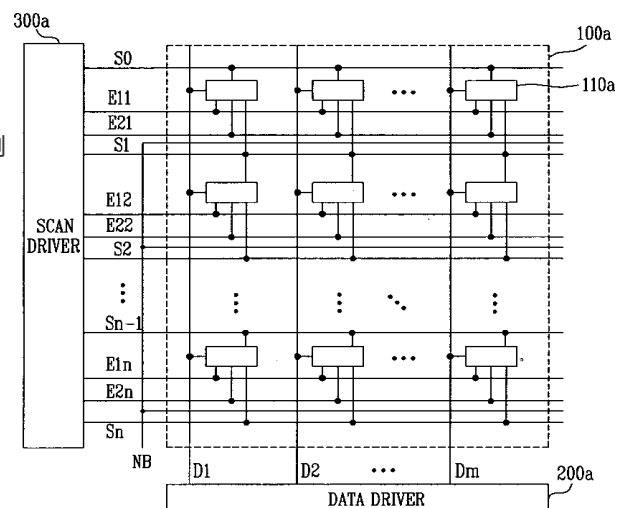 300a
100a
S0
110a
E11
E21
S1
E12
SCAN
DRIVER
E22
S2
Sn-1
E1n
E2n
Sn
NB
D1
D2
Dm
200a
DATA DRIVER